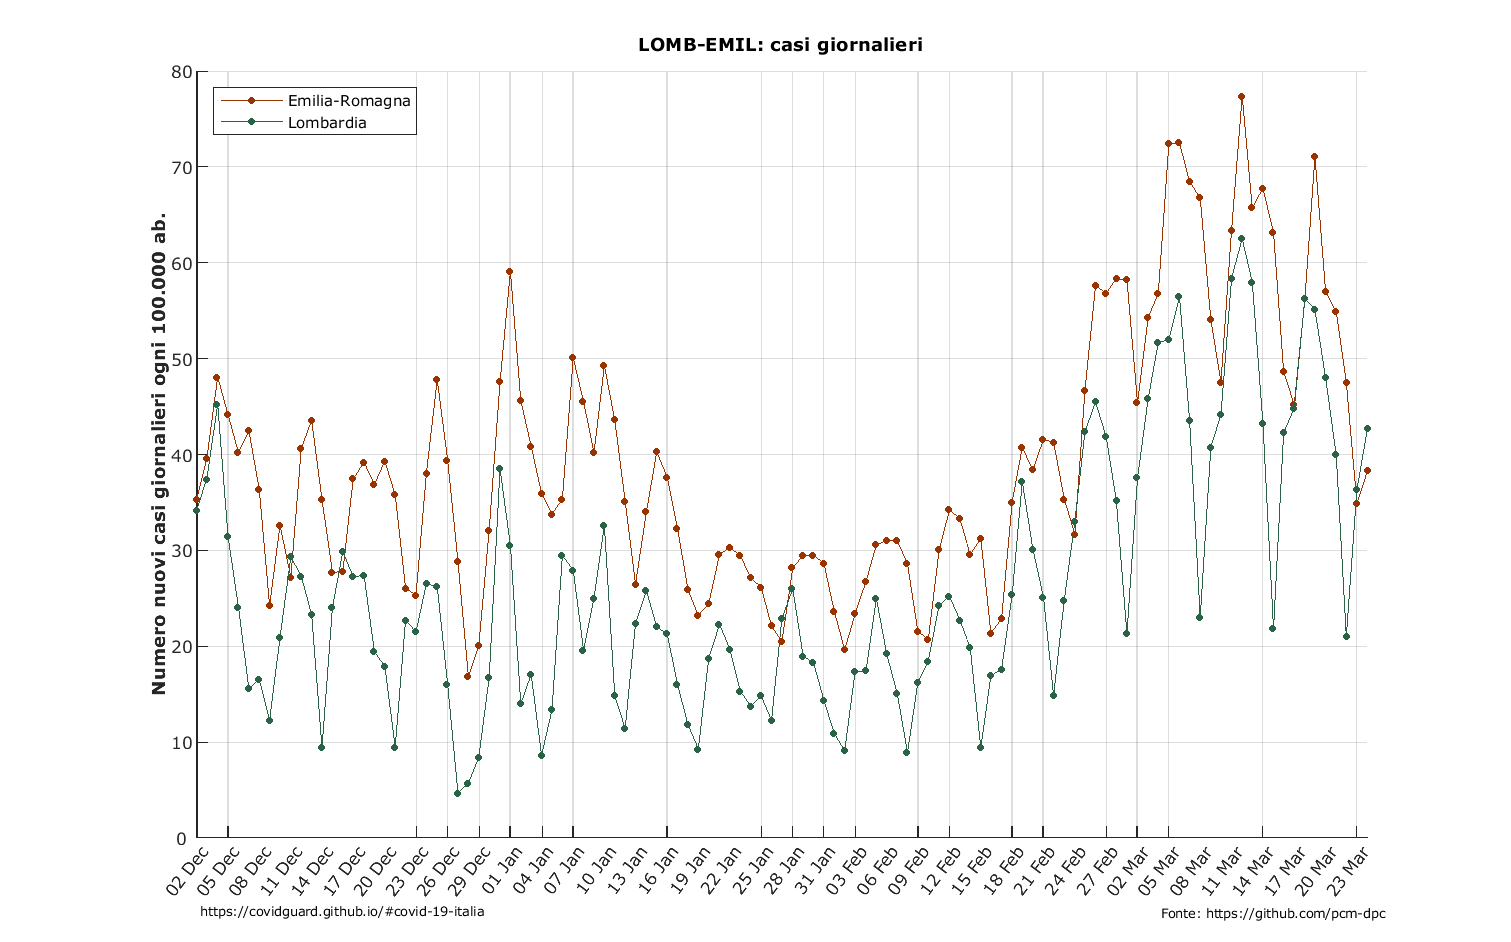 LOMB-EMIL: casi giornalieri
Emilia-Romagna
Lombardia
Numero nuovi casi giornalieri ogni 100.000 ab.
80
70
60
50
40
30
20
10
0
02 Dec
05 Dec
08 Dec
11 Dec
14 Dec
17 Dec
20 Dec
23 Dec
26 Dec
29 Dec
01 Jan
04 Jan
07 Jan
10 Jan
13 Jan
16 Jan
19 Jan
22 Jan
25 Jan
28 Jan
31 Jan
03 Feb
06 Feb
09 Feb
12 Feb
15 Feb
18 Feb
21 Feb
24 Feb
27 Feb
02 Mar
05 Mar
08 Mar
11 Mar
14 Mar
17 Mar
20 Mar
23 Mar
https://covidguard.github.io/#covid-19-italia
Fonte: https://github.com/pcm-dpc